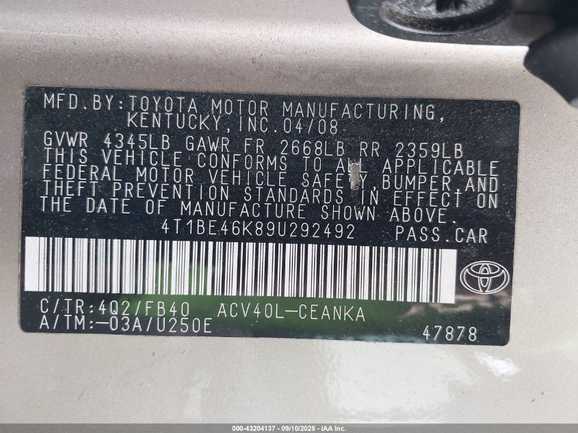 MFD.BY:TOYOTA MOTOR MANUFACTURING,
KENTUCKY,INC.04/08
GVWR 4345LB GAWR FR 2668LB RR 2359LB
THIS VEHICLE CONFORMS TO ALL APPLICABLE
FEDERAL MOTOR VEHICLE SAFETY,BUMPER,AND
THEFT PREVENTION STANDARDS IN EFFECT ON
THE DATE OF MANUFACTURE SHOWN ABOVE.
4T1BE46K89U292492 PASS.CAR
C/TR:4Q2/FB40 ACV40L-CEANKA
A/TM:-03A/U250E
47878
000-43204137 - 09/10/2025 - IAA Inc.